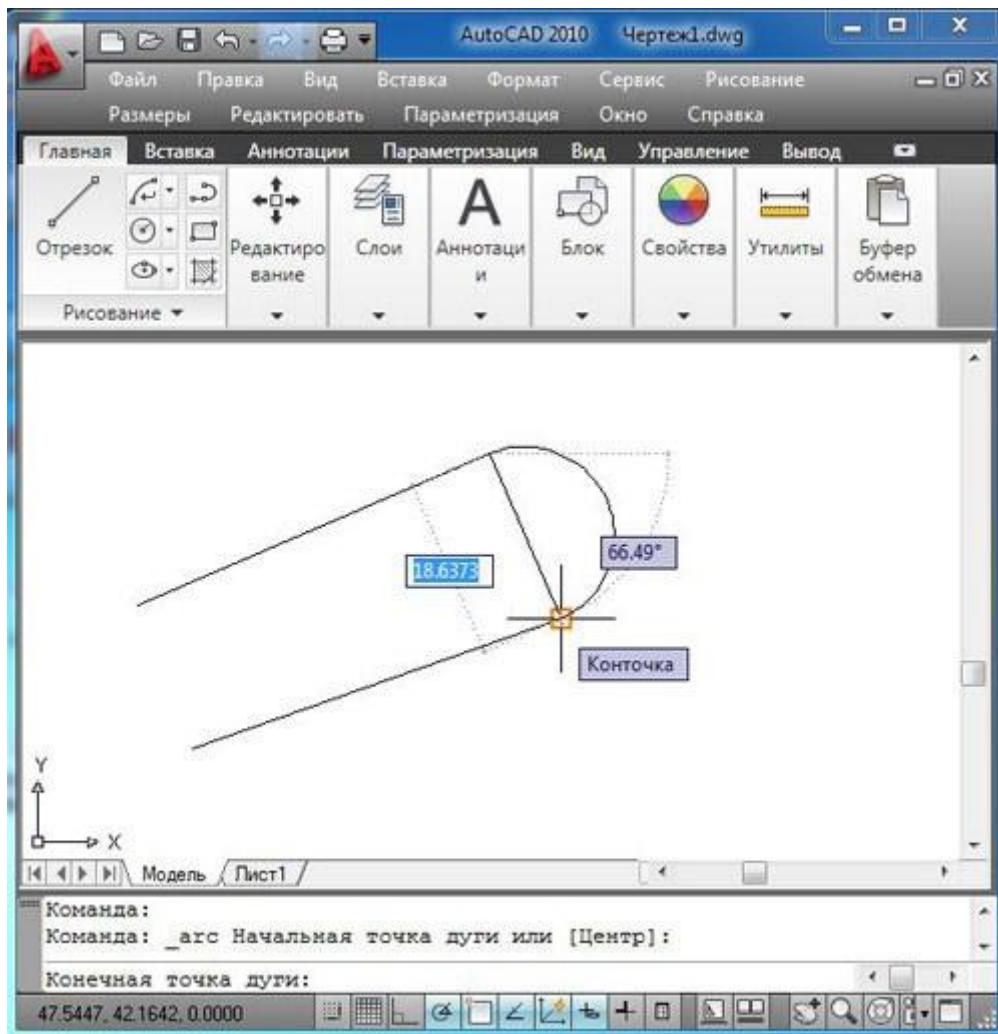 AutoCAD 2010 Чертеж1.dwg
Файл Правка Вид Вставка Формат Сервис Рисование
Размеры Редактировать Параметризация Окно Справка
Главная Вставка Аннотации Параметризация Вид Управление Вывод
Отрезок
Редактиро
вание
Слои
Аннотаци
и
Блок
Свойства
Утилиты
Буфер
обмена
Рисование
66.49°
18.6373
Конточка
Y
X
Модель Лист1
Команда:
Команда: _arc Начальная точка дуги или [Центр]:
Конечная точка дуги:
47.5447, 42.1642, 0.0000